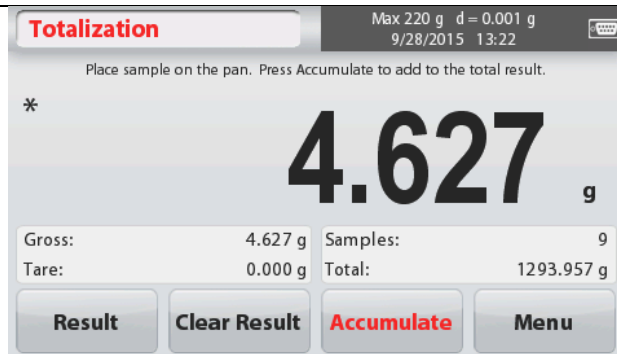 Totalization
Max 220 g d = 0.001 g
9/28/2015 13:22
Place sample on the pan. Press Accumulate to add to the total result.
*
4.627 g
Gross: 4.627 g
Tare: 0.000 g
Samples: 9
Total: 1293.957 g
Result
Clear Result
Accumulate
Menu